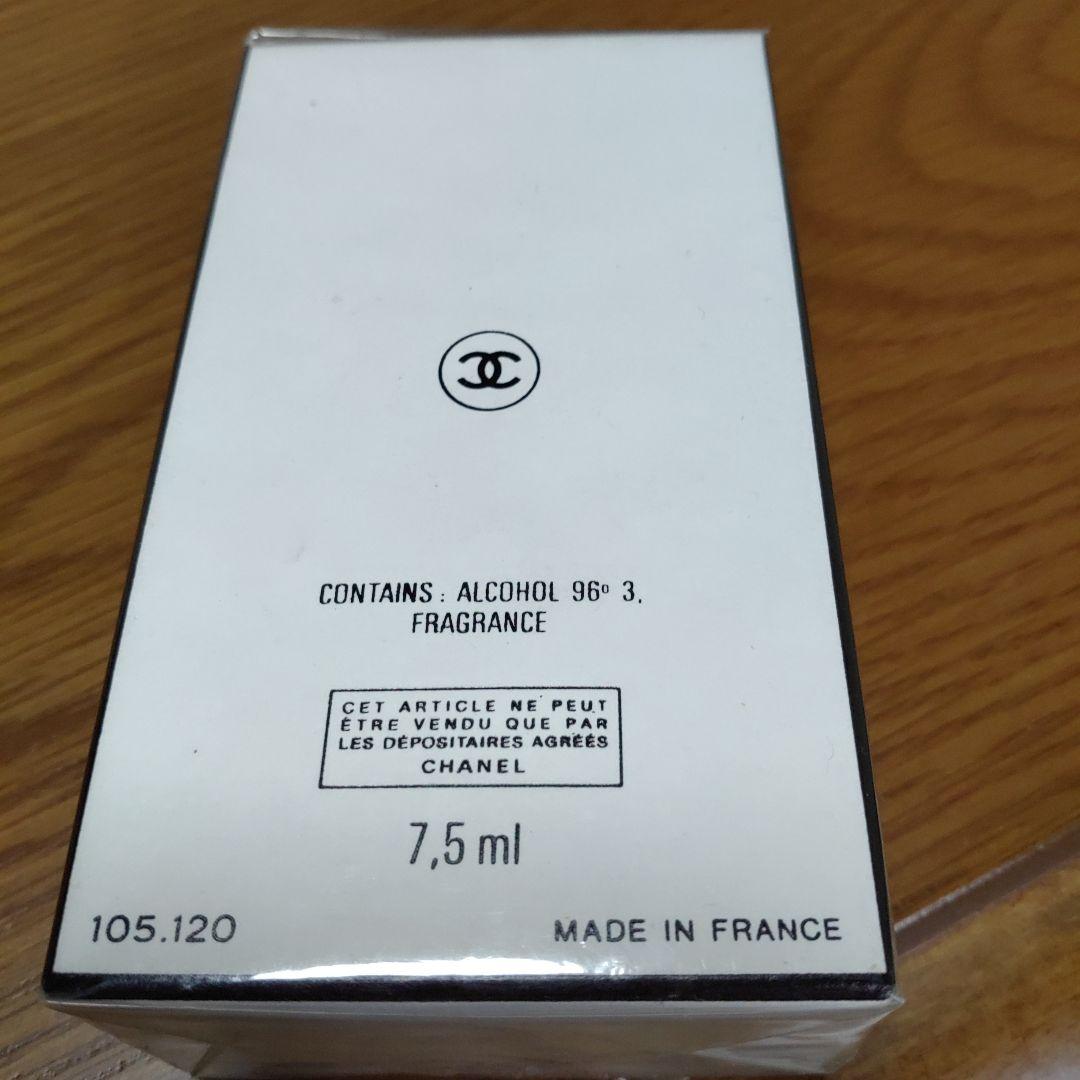 CONTAINS : ALCOHOL 96º 3.
FRAGRANCE
CET ARTICLE NE PEUT
ÊTRE VENDU QUE PAR
LES DÉPOSITAIRES AGRÉÉS
CHANEL
7,5 ml
105.120
MADE IN FRANCE